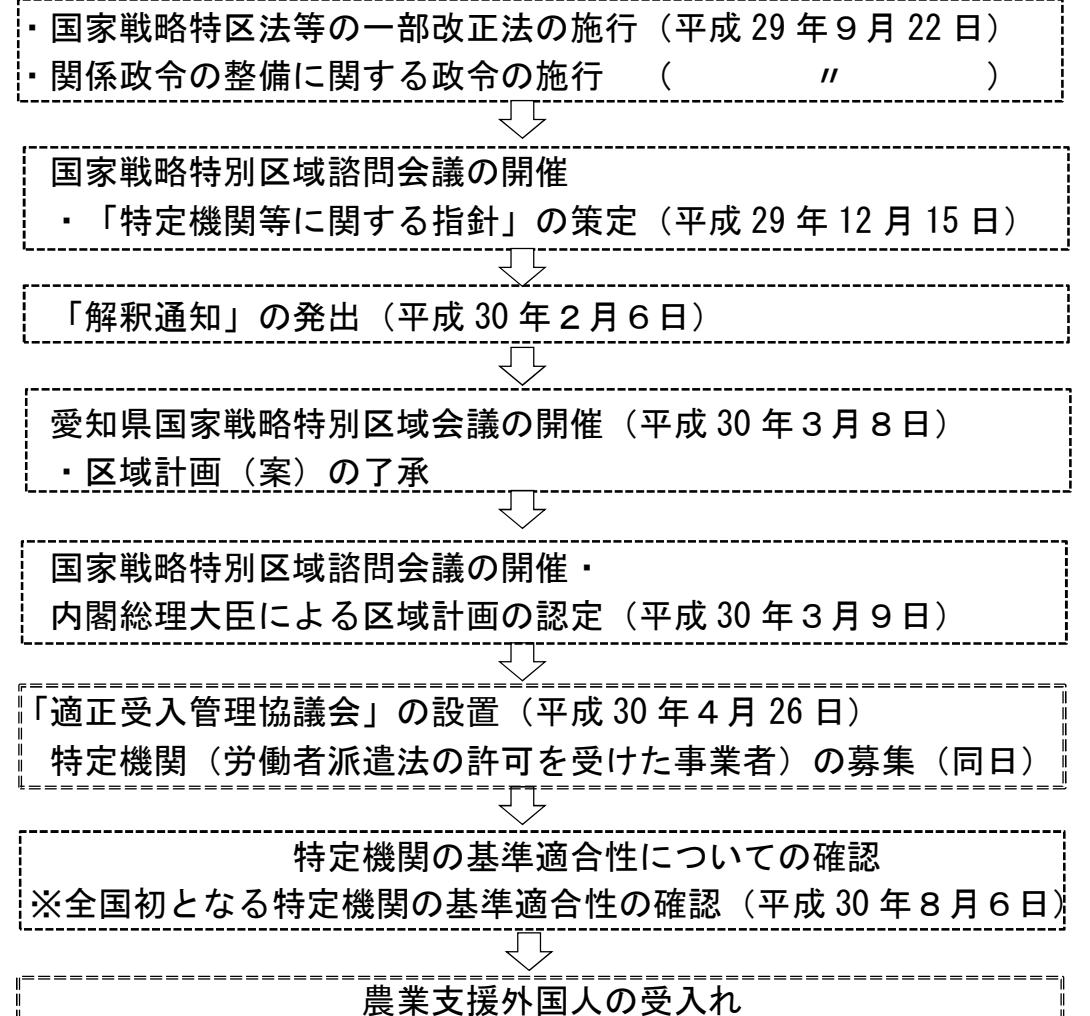 ・国家戦略特区法等の一部改正法の施行（平成 29 年９月 22 日）
・関係政令の整備に関する政令の施行　（　　　　〃　　　　）
国家戦略特別区域諮問会議の開催
・「特定機関等に関する指針」の策定（平成 29 年 12 月 15 日）
「解釈通知」の発出（平成 30 年２月６日）
愛知県国家戦略特別区域会議の開催（平成 30 年３月８日）
・区域計画（案）の了承
国家戦略特別区域諮問会議の開催・
内閣総理大臣による区域計画の認定（平成 30 年３月９日）
「適正受入管理協議会」の設置（平成 30 年４月 26 日）
特定機関（労働者派遣法の許可を受けた事業者）の募集（同日）
特定機関の基準適合性についての確認
※全国初となる特定機関の基準適合性の確認（平成 30 年８月６日）
農業支援外国人の受入れ